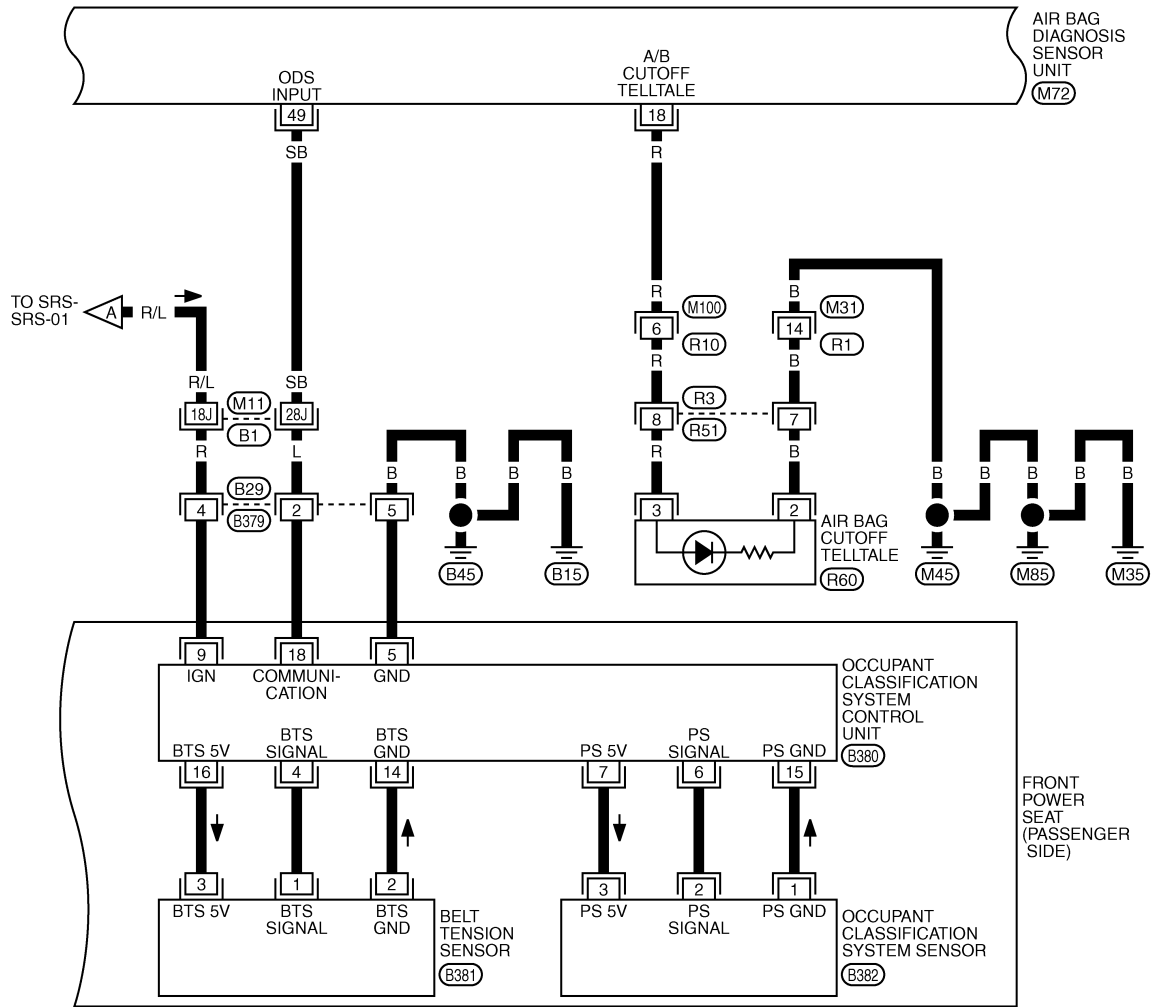 AIR BAG
DIAGNOSIS
SENSOR
UNIT
M72
ODS
INPUT
A/B
CUTOFF
TELLTALE
49
18
SB
R
TO SRS-
SRS-01
A
R/L
R
B
M100
M31
6
14
R10
R1
R
B
R/L
SB
18J
M11
28J
B1
R3
8
7
R51
R
L
B
B
B
B
R
B
B
B
B
B
B29
4
2
5
B379
3
2
AIR BAG
CUTOFF
TELLTALE
R60
B45
B15
M45
M85
M35
9
18
5
IGN
COMMUNI-
CATION
GND
OCCUPANT
CLASSIFICATION
SYSTEM
CONTROL
UNIT
B380
BTS 5V
BTS
SIGNAL
BTS
GND
PS 5V
PS
SIGNAL
PS GND
16
4
14
7
6
15
FRONT
POWER
SEAT
(PASSENGER
SIDE)
3
1
2
3
2
1
BTS 5V
BTS
SIGNAL
BTS
GND
BELT
TENSION
SENSOR
B381
PS 5V
PS
SIGNAL
PS GND
OCCUPANT
CLASSIFICATION
SYSTEM SENSOR
B382